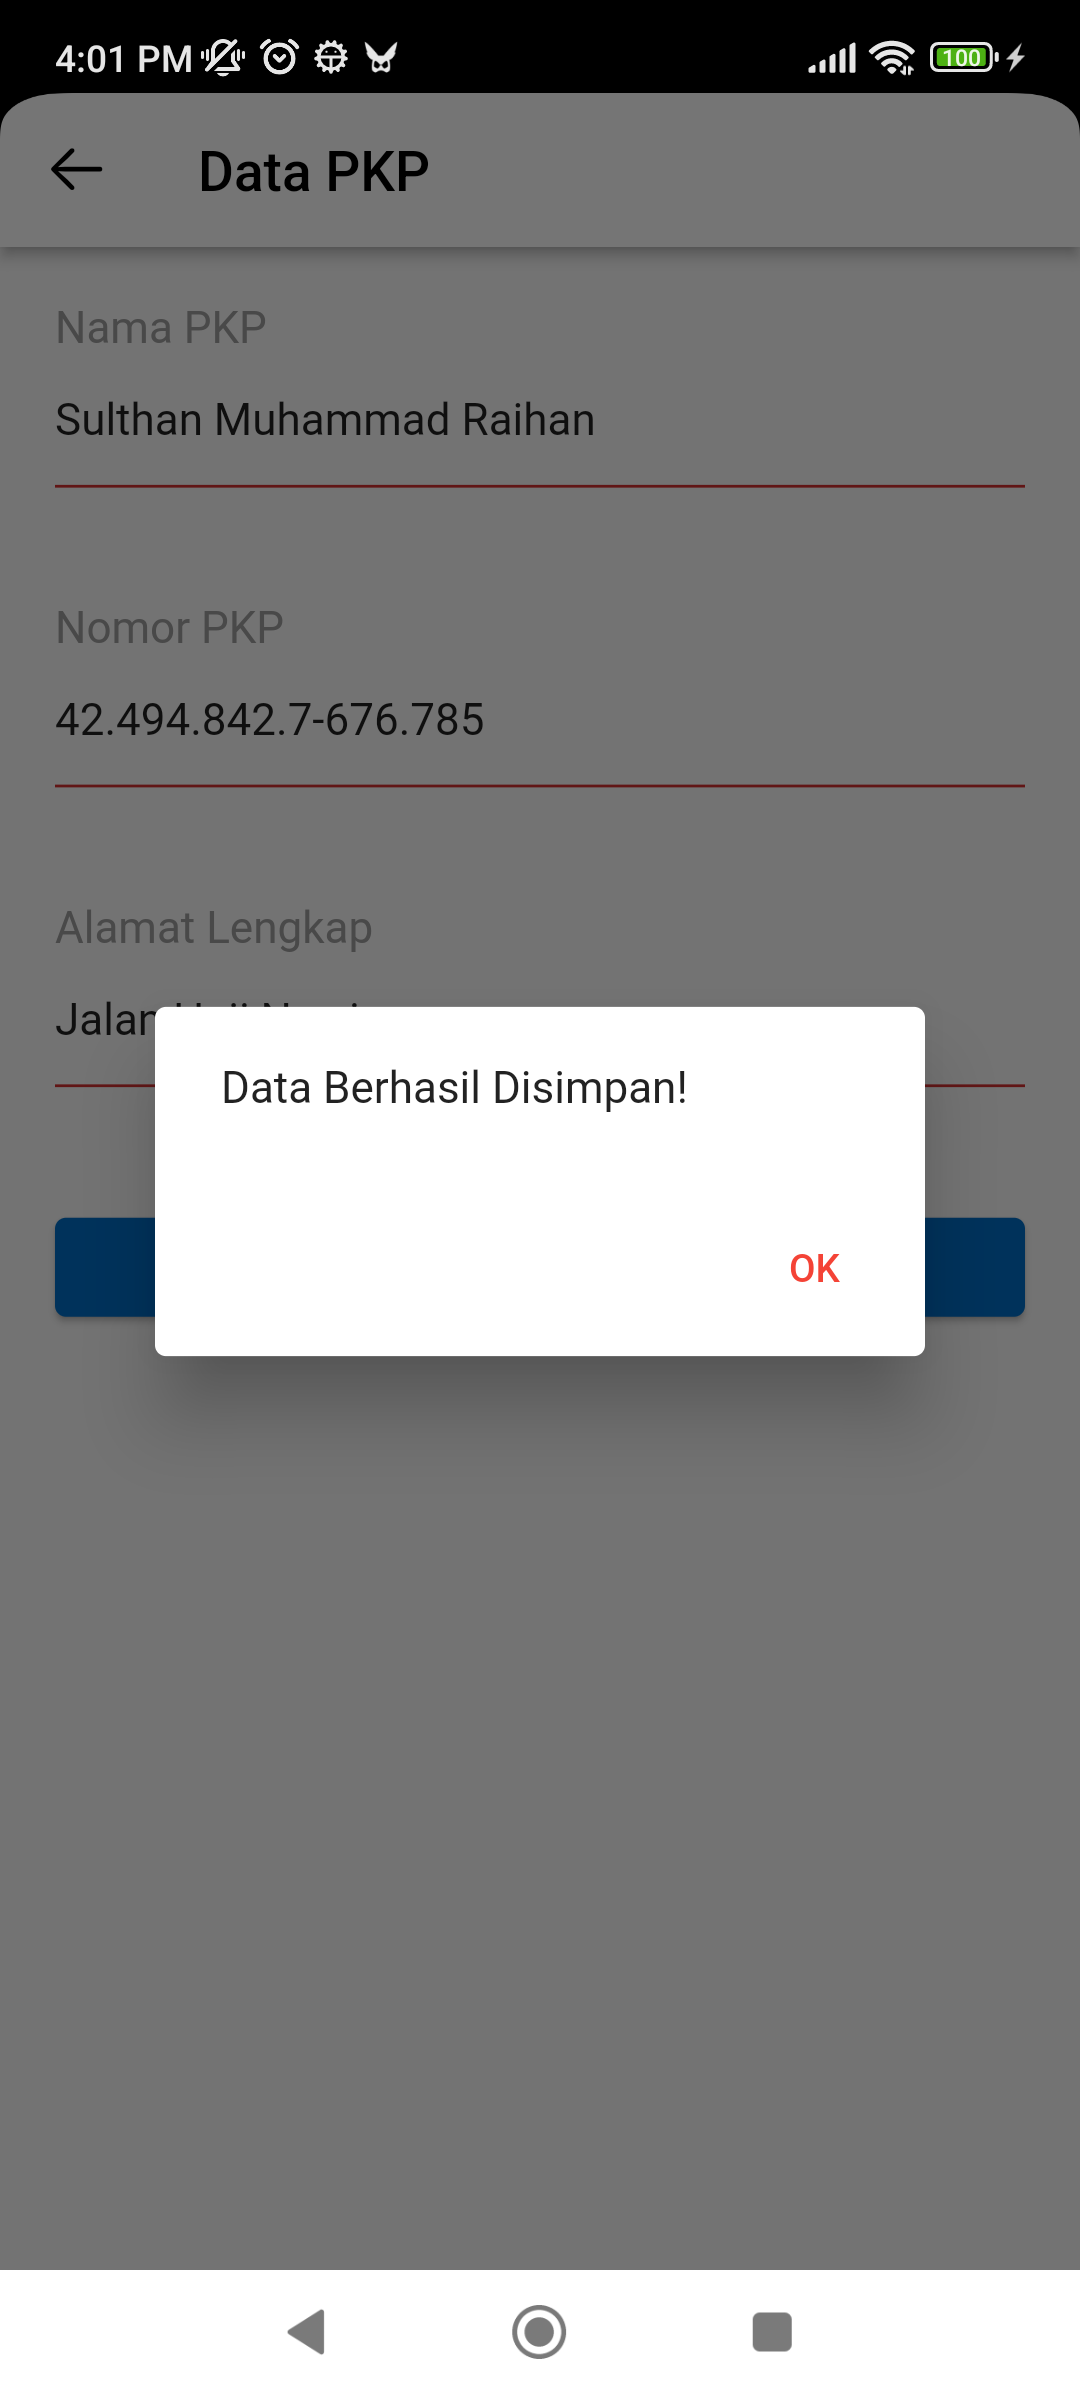 4:01 PM
100
Data PKP
Nama PKP
Sulthan Muhammad Raihan
Nomor PKP
42.494.842.7-676.785
Alamat Lengkap
Jalan
Data Berhasil Disimpan!
OK